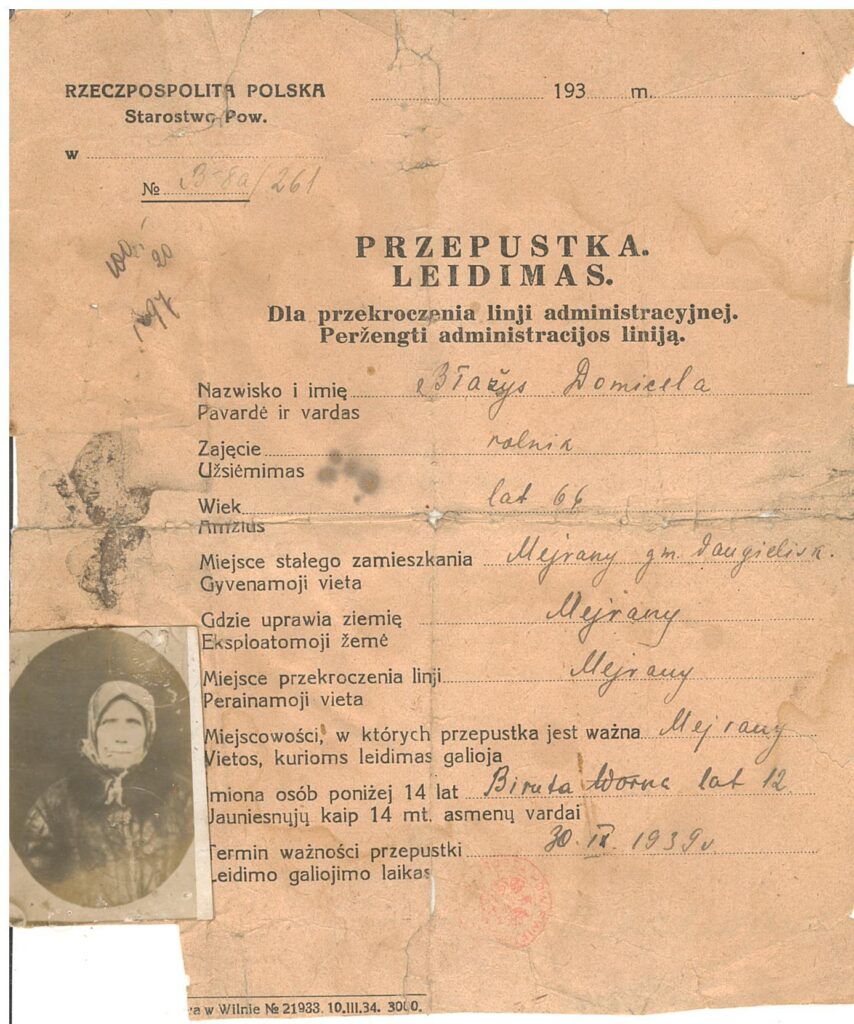 RZECZPOSPOLITA POLSKA
193 m.
Starostwo Pow.
w
№ B-8a/261
20
PRZEPUSTKA.
LEIDIMAS.
Dla przekroczenia linji administracyjnej.
Peržengti administracijos liniją.
Nazwisko i imię Błażys Domicela
Pavardė ir vardas
Zajęcie rolnik
Užsiėmimas
Wiek lat 66
Amžius
Miejsce stałego zamieszkania Mejrany gm. Daugielisk.
Gyvenamoji vieta
Gdzie uprawia ziemię Mejrany
Eksploatomoji žemė
Miejsce przekroczenia linji Mejrany
Perainamoji vieta
Miejscowości, w których przepustka jest ważna Mejrany
Vietos, kurioms leidimas galioja
Imiona osób poniżej 14 lat Biruta Worna lat 12
Jauniesnųjų kaip 14 mt. asmenų vardai
Termin ważności przepustki 30. IX. 1939 r.
Leidimo galiojimo laikas
a w Wilnie № 21933. 10.III.34. 3000.